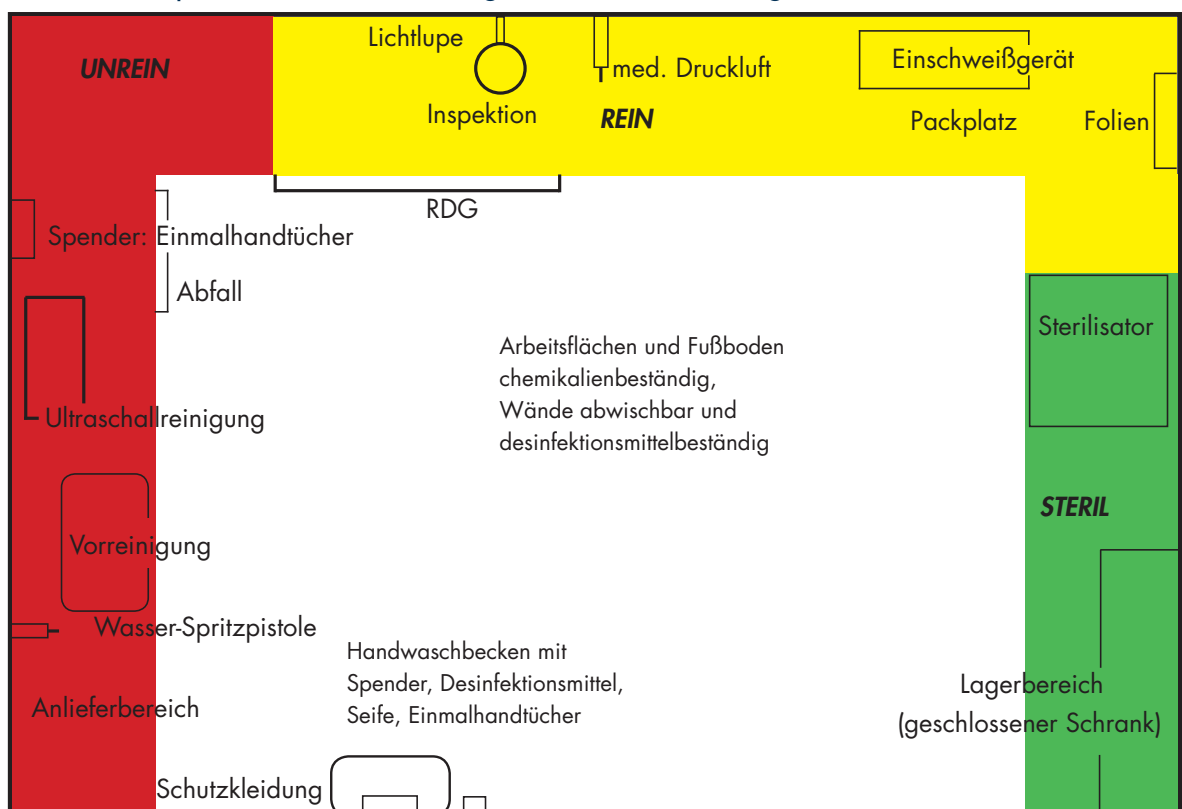 UNREIN
Lichtlupe
med. Druckluft
Einschweißgerät
Inspektion
REIN
Packplatz
Folien
RDG
Spender: Einmalhandtücher
Abfall
Sterilisator
Arbeitsflächen und Fußboden
chemikalienbeständig,
Wände abwischbar und
desinfektionsmittelbeständig
Ultraschallreinigung
STERIL
Vorreinigung
Wasser-Spritzpistole
Handwaschbecken mit
Spender, Desinfektionsmittel,
Seife, Einmalhandtücher
Anlieferbereich
Lagerbereich
(geschlossener Schrank)
Schutzkleidung